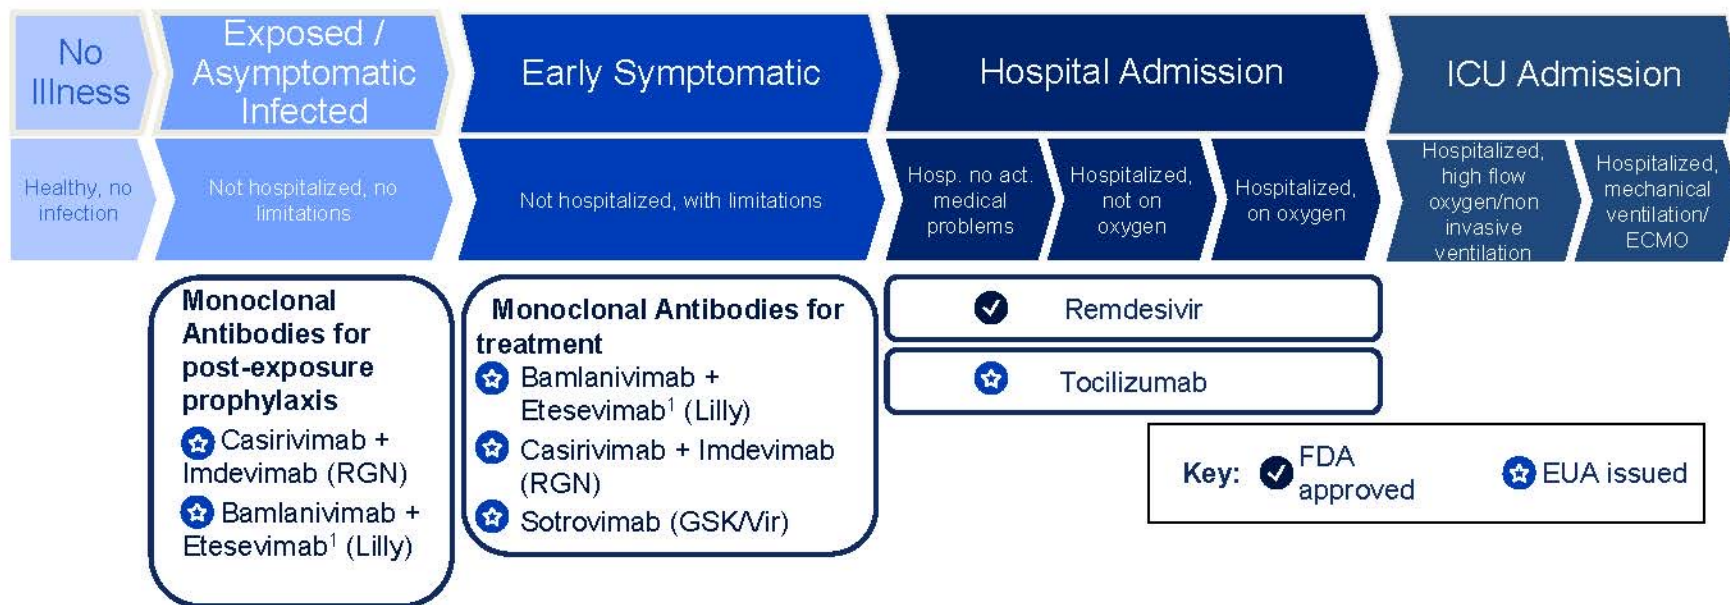 No
Illness
Exposed /
Asymptomatic
Infected
Early Symptomatic
Hospital Admission
ICU Admission
Healthy, no
infection
Not hospitalized, no
limitations
Not hospitalized, with limitations
Hosp. no act.
medical
problems
Hospitalized,
not on
oxygen
Hospitalized,
on oxygen
Hospitalized,
high flow
oxygen/non
invasive
ventilation
Hospitalized,
mechanical
ventilation/
ECMO
Monoclonal
Antibodies for
post-exposure
prophylaxis
Casirivimab +
Imdevimab (RGN)
Bamlanivimab +
Etesevimab¹ (Lilly)
Monoclonal Antibodies for
treatment
Bamlanivimab +
Etesevimab¹ (Lilly)
Casirivimab + Imdevimab
(RGN)
Sotrovimab (GSK/Vir)
Remdesivir
Tocilizumab
Key: FDA
approved
EUA issued